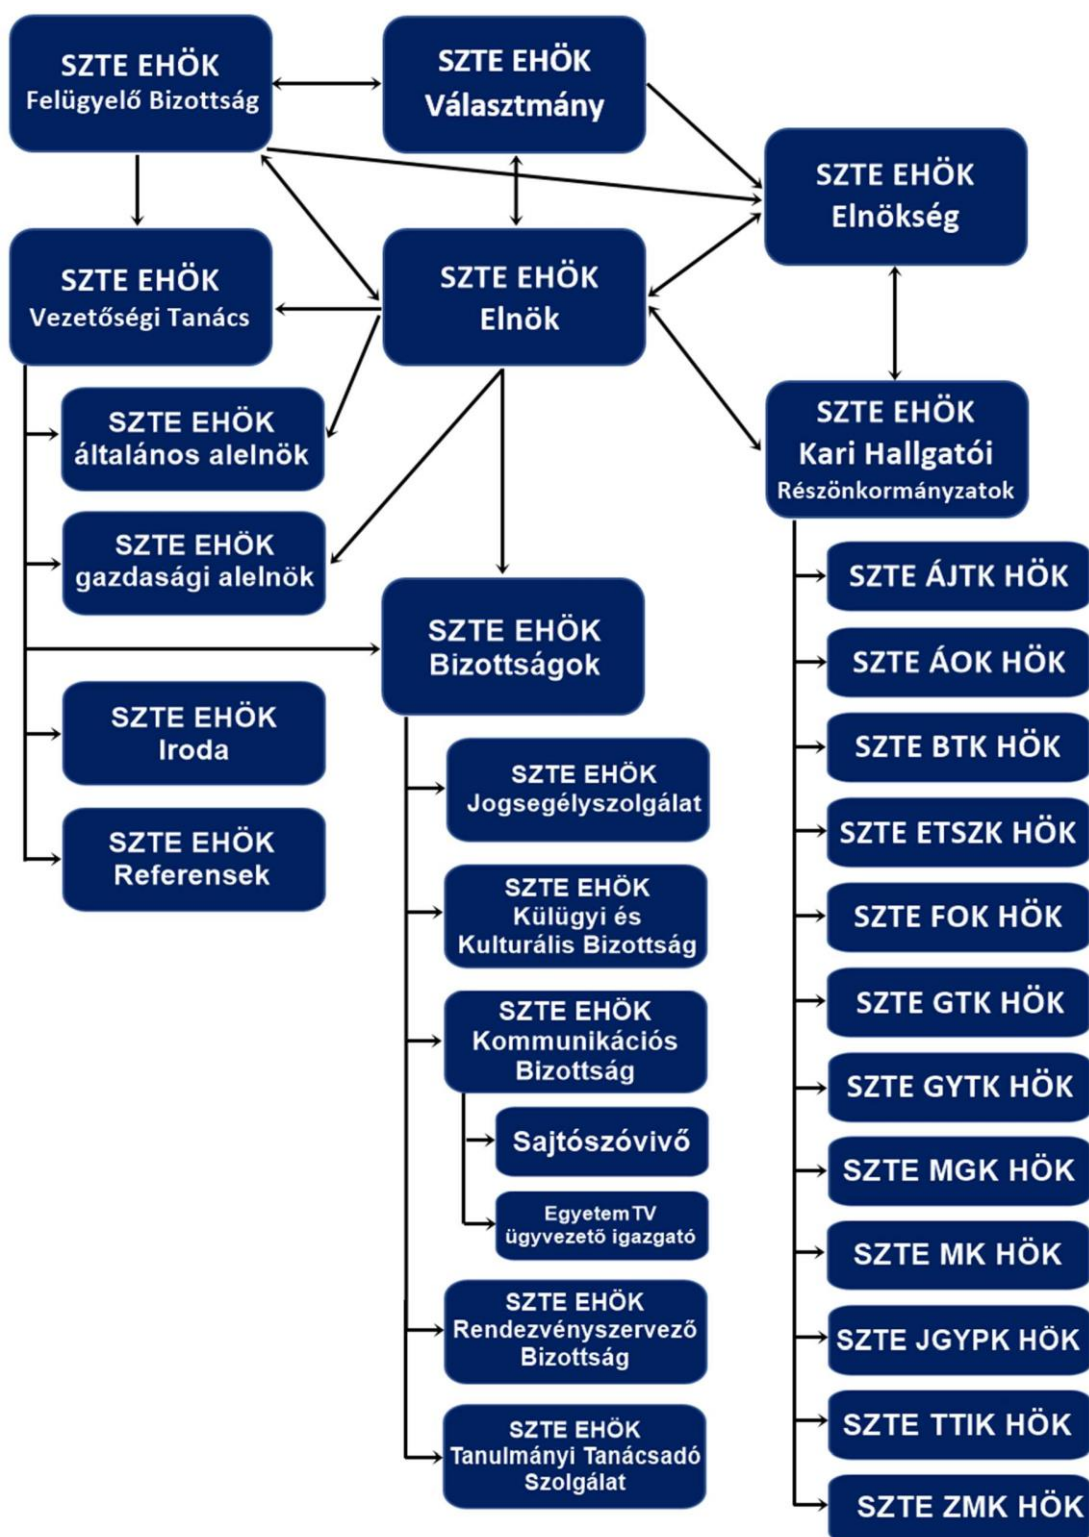 SZTE EHÖK
Felügyelő Bizottság
SZTE EHÖK
Választmány
SZTE EHÖK
Elnökség
SZTE EHÖK
Vezetőségi Tanács
SZTE EHÖK
Elnök
SZTE EHÖK
általános alelnök
SZTE EHÖK
gazdasági alelnök
SZTE EHÖK
Iroda
SZTE EHÖK
Referensek
SZTE EHÖK
Bizottságok
SZTE EHÖK
Jogsegélyszolgálat
SZTE EHÖK
Külügyi és
Kulturális Bizottság
SZTE EHÖK
Kommunikációs
Bizottság
Sajtószóvivő
Egyetem TV
ügyvezető igazgató
SZTE EHÖK
Rendezvényszervező
Bizottság
SZTE EHÖK
Tanulmányi Tanácsadó
Szolgálat
SZTE EHÖK
Kari Hallgatói
Részönkormányzatok
SZTE ÁJTK HÖK
SZTE ÁOK HÖK
SZTE BTK HÖK
SZTE ETSZK HÖK
SZTE FOK HÖK
SZTE GTK HÖK
SZTE GYTK HÖK
SZTE MGK HÖK
SZTE MK HÖK
SZTE JGYPK HÖK
SZTE TTIK HÖK
SZTE ZMK HÖK